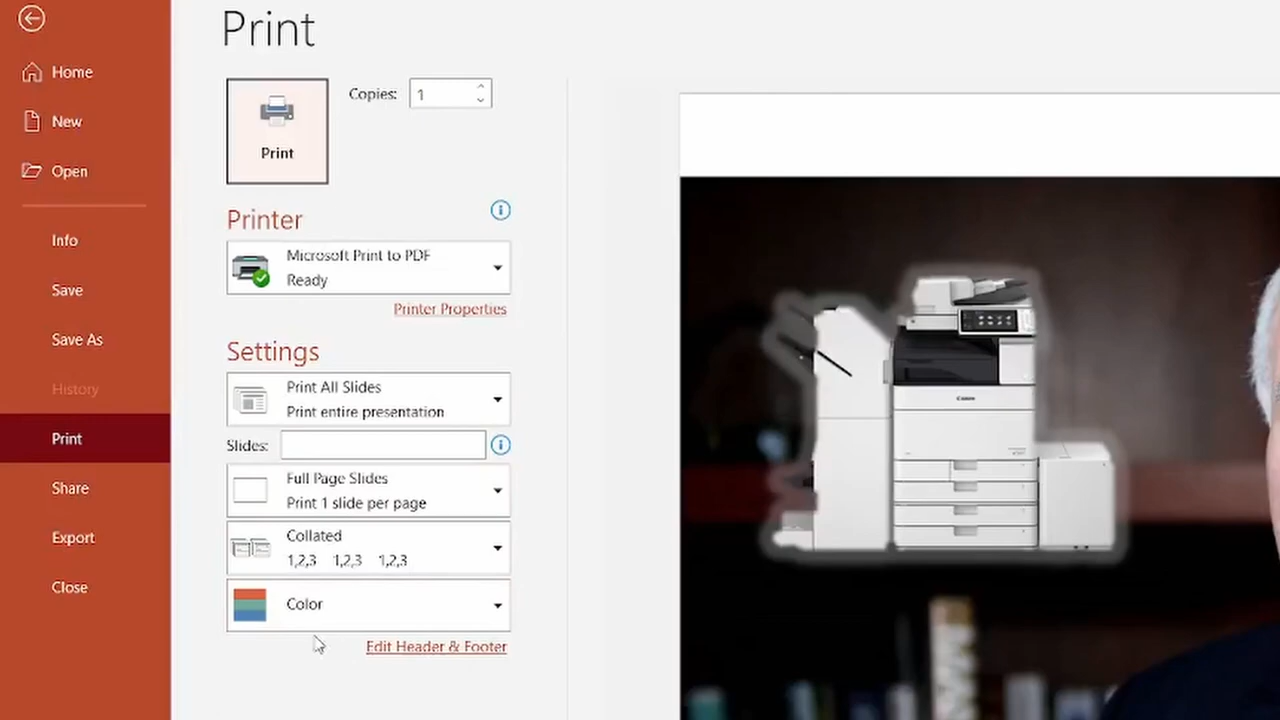 Print
Home
New
Open
Info
Save
Save As
History
Print
Share
Export
Close
Print
Copies: 1
Printer
Microsoft Print to PDF
Ready
Printer Properties
Settings
Print All Slides
Print entire presentation
Slides:
Full Page Slides
Print 1 slide per page
Collated
1,2,3 1,2,3 1,2,3
Color
Edit Header & Footer
Canon